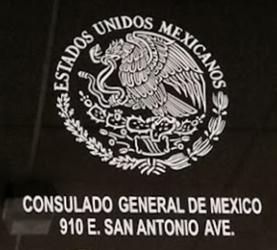 ESTADOS UNIDOS MEXICANOS
CONSULADO GENERAL DE MEXICO
910 E. SAN ANTONIO AVE.